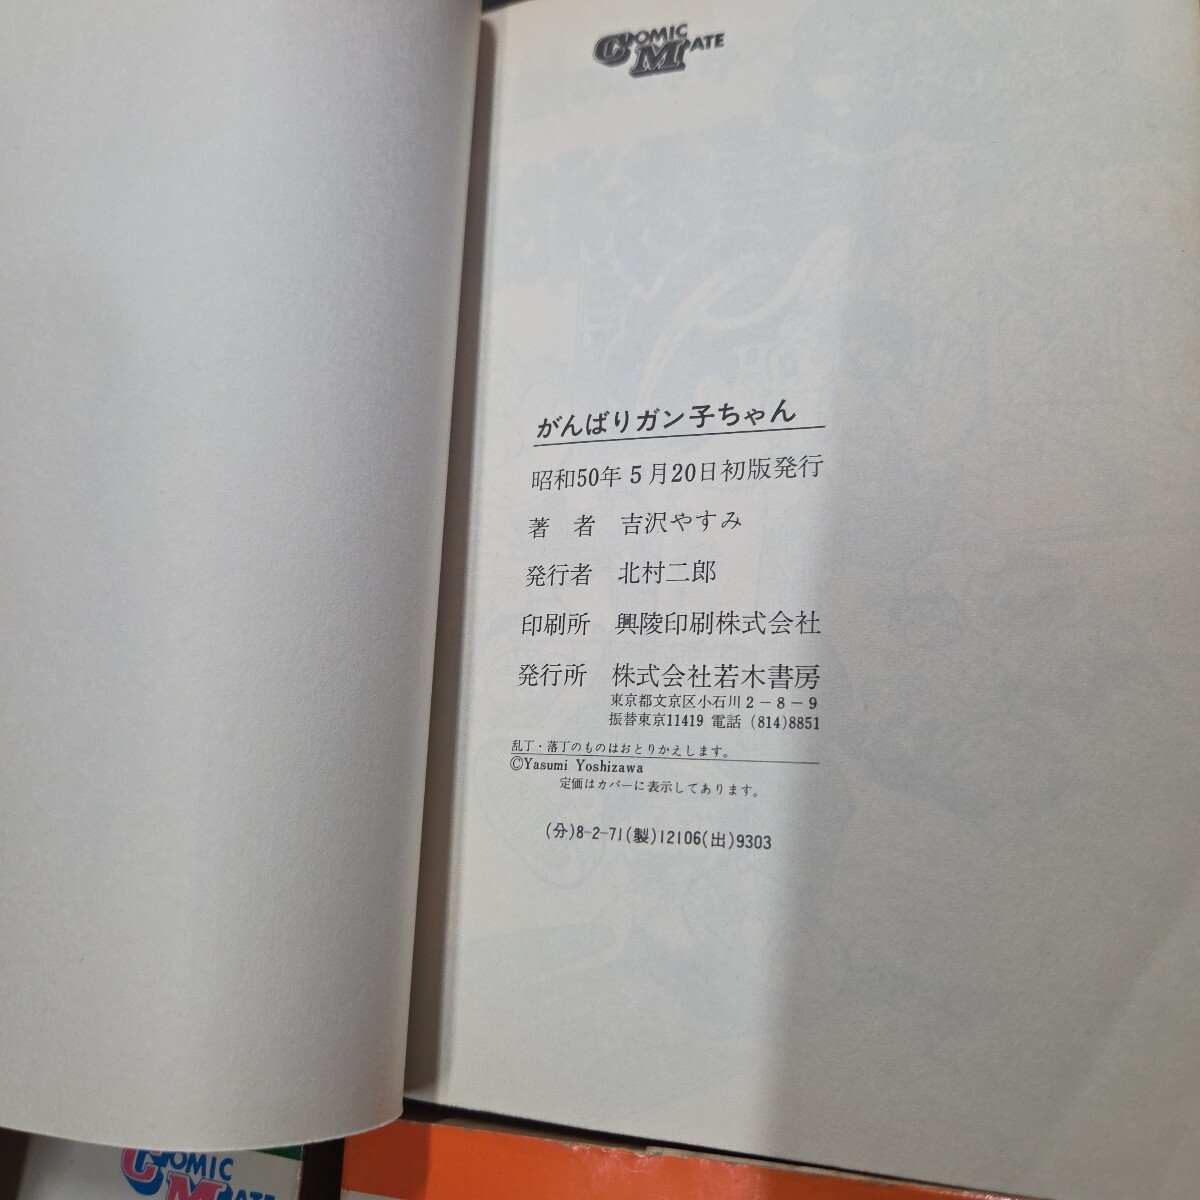 COMIC MATE
がんばりガン子ちゃん
昭和50年5月20日初版発行
著 者 吉沢やすみ
発行者 北村二郎
印刷所 興陵印刷株式会社
発行所 株式会社若木書房
東京都文京区小石川2-8-9
振替東京11419 電話 (814)8851
乱丁・落丁のものはおとりかえします。
©Yasumi Yoshizawa
定価はカバーに表示してあります。
(分)8-2-71(製)12106(出)9303
COMIC MATE